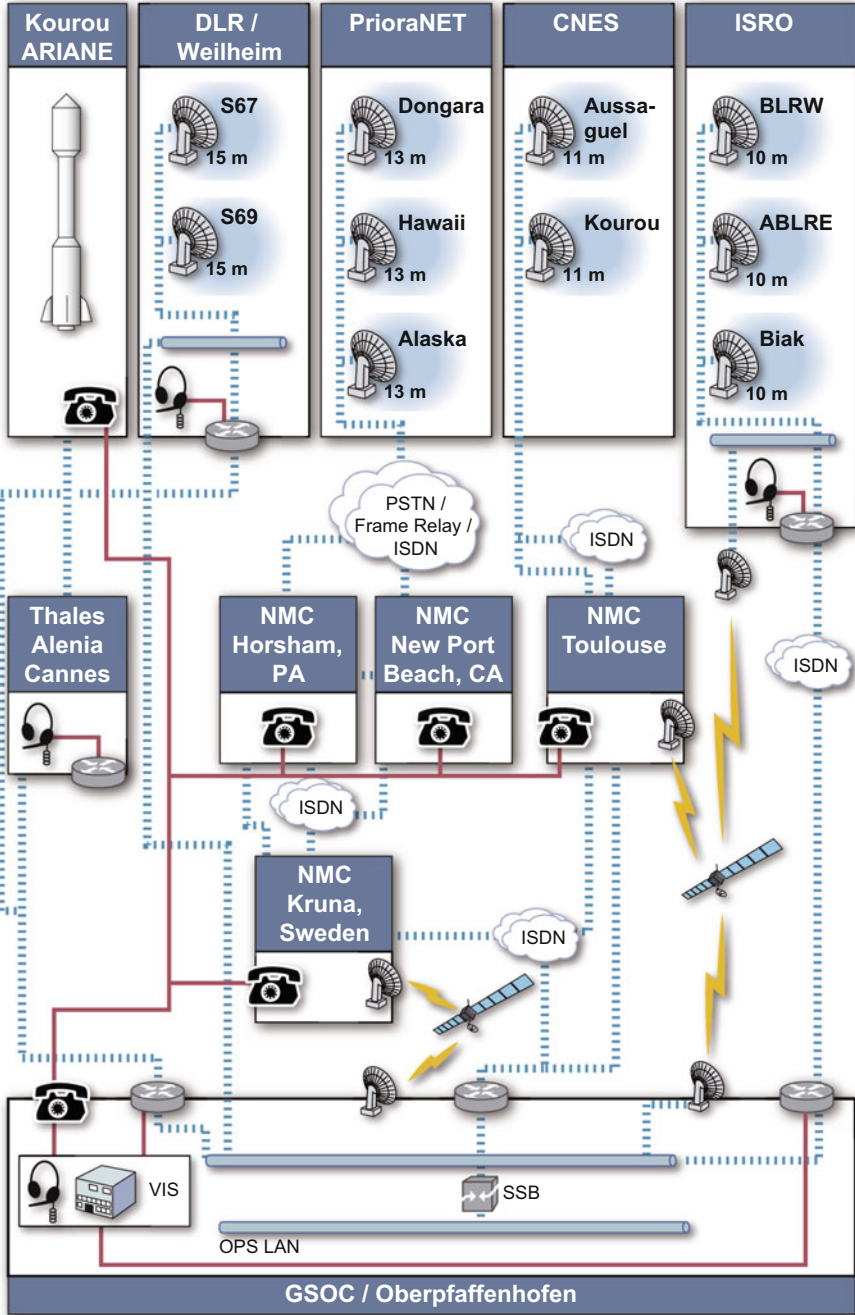 Kourou
ARIANE
DLR /
Weilheim
PrioraNET
CNES
ISRO
S67
15 m
S69
15 m
Dongara
13 m
Hawaii
13 m
Alaska
13 m
Aussa-
guel
11 m
Kourou
11 m
BLRW
10 m
ABLRE
10 m
Biak
10 m
PSTN /
Frame Relay /
ISDN
ISDN
Thales
Alenia
Cannes
NMC
Horsham,
PA
NMC
New Port
Beach, CA
NMC
Toulouse
ISDN
ISDN
NMC
Kruna,
Sweden
ISDN
VIS
SSB
OPS LAN
GSOC / Oberpfaffenhofen